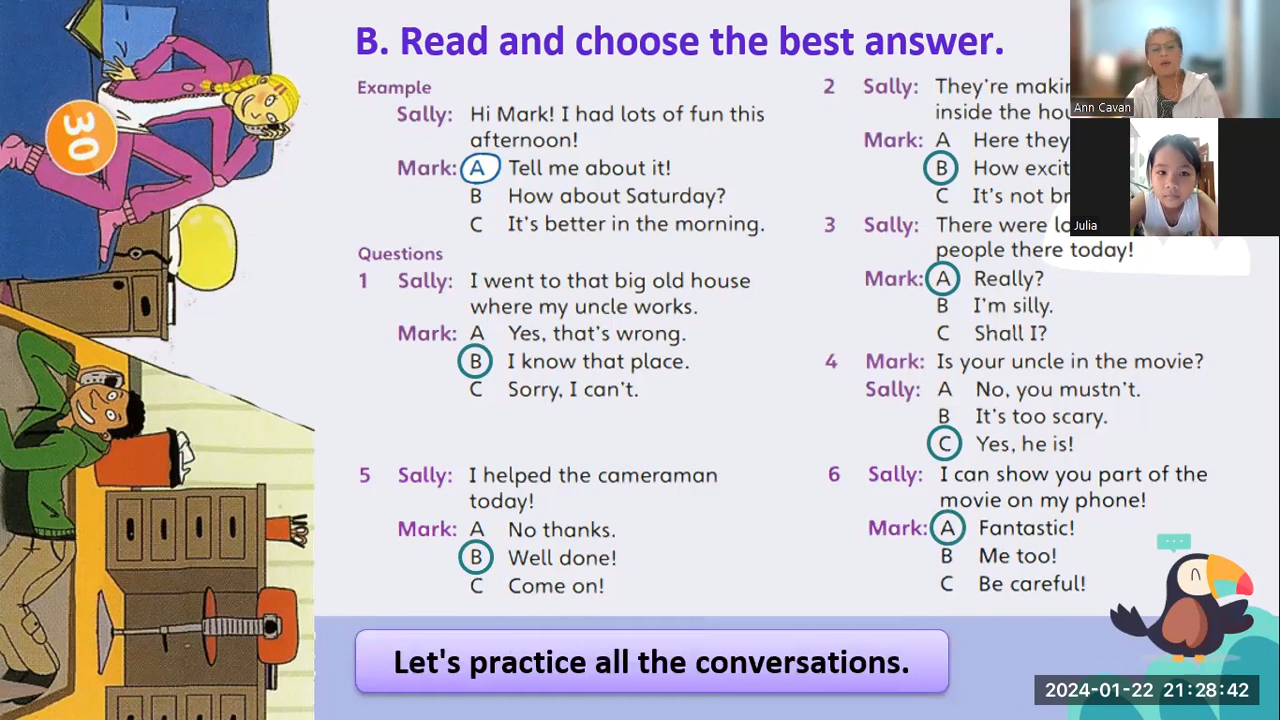 B. Read and choose the best answer.
Example
Sally: Hi Mark! I had lots of fun this
afternoon!
Mark: A Tell me about it!
B How about Saturday?
C It's better in the morning.
Questions
1 Sally: I went to that big old house
where my uncle works.
Mark: A Yes, that's wrong.
B I know that place.
C Sorry, I can't.
5 Sally: I helped the cameraman
today!
Mark: A No thanks.
B Well done!
C Come on!
2 Sally: They're
inside the
Mark: A Here they
B How
C It's not
3 Sally: There were
people there today!
Mark: A Really?
B I'm silly.
C Shall I?
4 Mark: Is your uncle in the movie?
Sally: A No, you mustn't.
B It's too scary.
C Yes, he is!
6 Sally: I can show you part of the
movie on my phone!
Mark: A Fantastic!
B Me too!
C Be careful!
Let's practice all the conversations.
30
Ann Cavan
Julia
2024-01-22 21:28:42